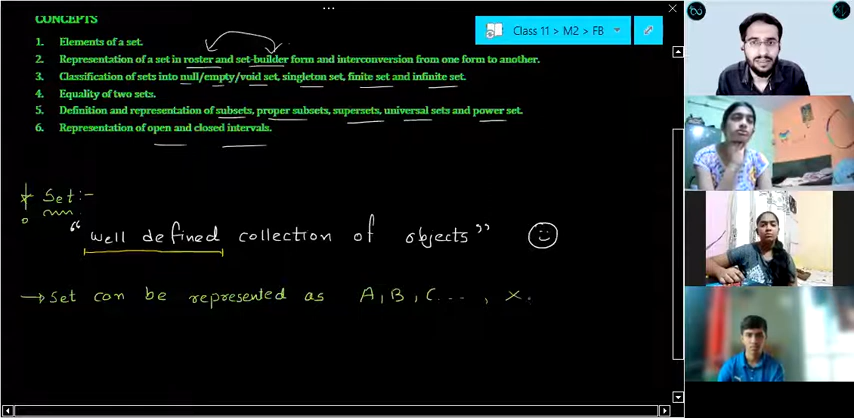 CONCEPTS
Class 11 > M2 > FB
1. Elements of a set.
2. Representation of a set in roster and set-builder form and interconversion from one form to another.
3. Classification of sets into null/empty/void set, singleton set, finite set and infinite set.
4. Equality of two sets.
5. Definition and representation of subsets, proper subsets, supersets, universal sets and power set.
6. Representation of open and closed intervals.
* Set:-
"well defined collection of objects"
→ Set can be represented as A, B, C...., X.